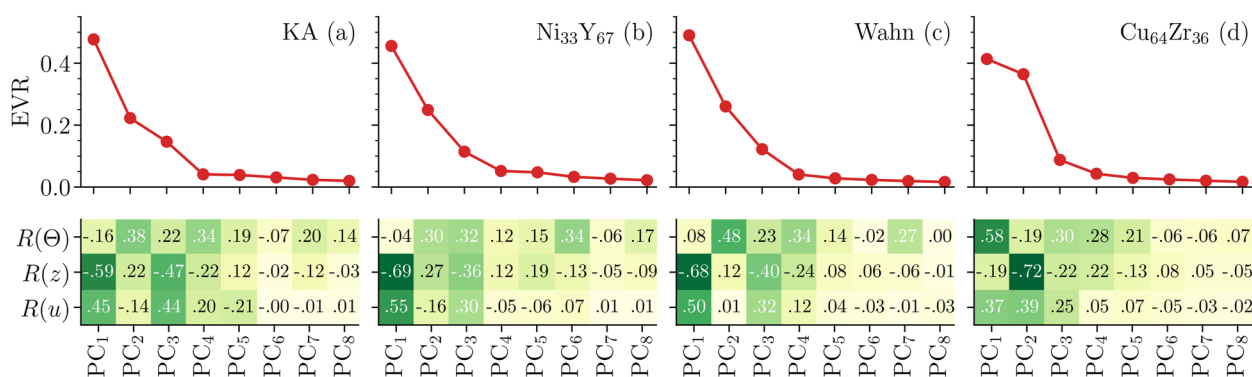 KA (a) Ni₃₃Y₆₇ (b) Wahn (c) Cu₆₄Zr₃₆ (d)
EVR
0.4
0.2
0.0
R(Θ) -.16 .38 .22 .34 .19 -.07 .20 .14 -.04 .30 .32 .12 .15 .34 -.06 .17 .08 .48 .23 .34 .14 -.02 .27 .00 .58 -.19 .30 .28 .21 -.06 -.06 .07
R(z) -.59 .22 -.47 -.22 .12 -.02 -.12 -.03 -.69 .27 -.36 .12 .19 -.13 -.05 -.09 -.68 .12 -.40 -.24 .08 .06 -.06 -.01 -.19 -.72 -.22 .22 -.13 .08 .05 -.05
R(u) .45 -.14 .44 .20 -.21 -.00 -.01 .01 .55 -.16 .30 -.05 -.06 .07 .01 .01 .50 .01 .32 .12 .04 -.03 -.01 -.03 .37 .39 .25 .05 .07 -.05 -.03 -.02
PC₁ PC₂ PC₃ PC₄ PC₅ PC₆ PC₇ PC₈ PC₁ PC₂ PC₃ PC₄ PC₅ PC₆ PC₇ PC₈ PC₁ PC₂ PC₃ PC₄ PC₅ PC₆ PC₇ PC₈ PC₁ PC₂ PC₃ PC₄ PC₅ PC₆ PC₇ PC₈